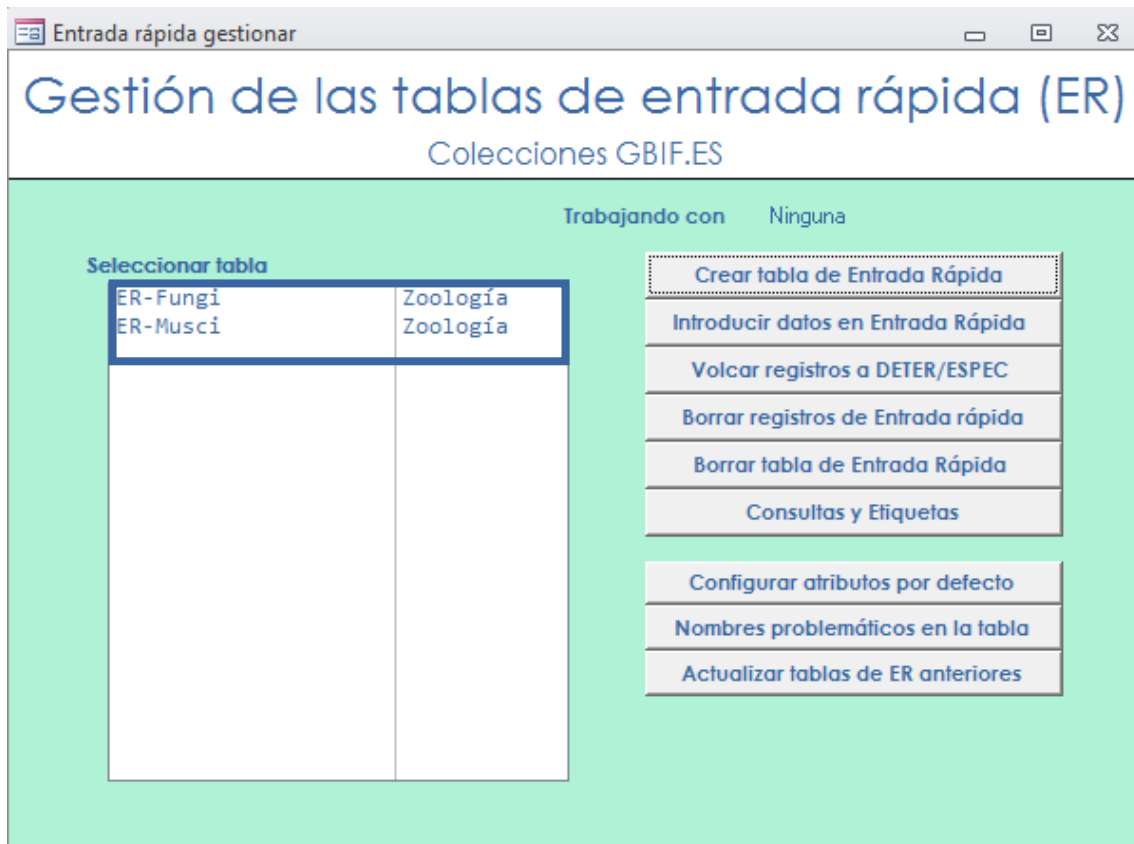 Entrada rápida gestionar
Gestión de las tablas de entrada rápida (ER)
Colecciones GBIF.ES
Trabajando con Ninguna
Seleccionar tabla
ER-Fungi Zoología
ER-Musci Zoología
Crear tabla de Entrada Rápida
Introducir datos en Entrada Rápida
Volcar registros a DETER/ESPEC
Borrar registros de Entrada rápida
Borrar tabla de Entrada Rápida
Consultas y Etiquetas
Configurar atributos por defecto
Nombres problemáticos en la tabla
Actualizar tablas de ER anteriores